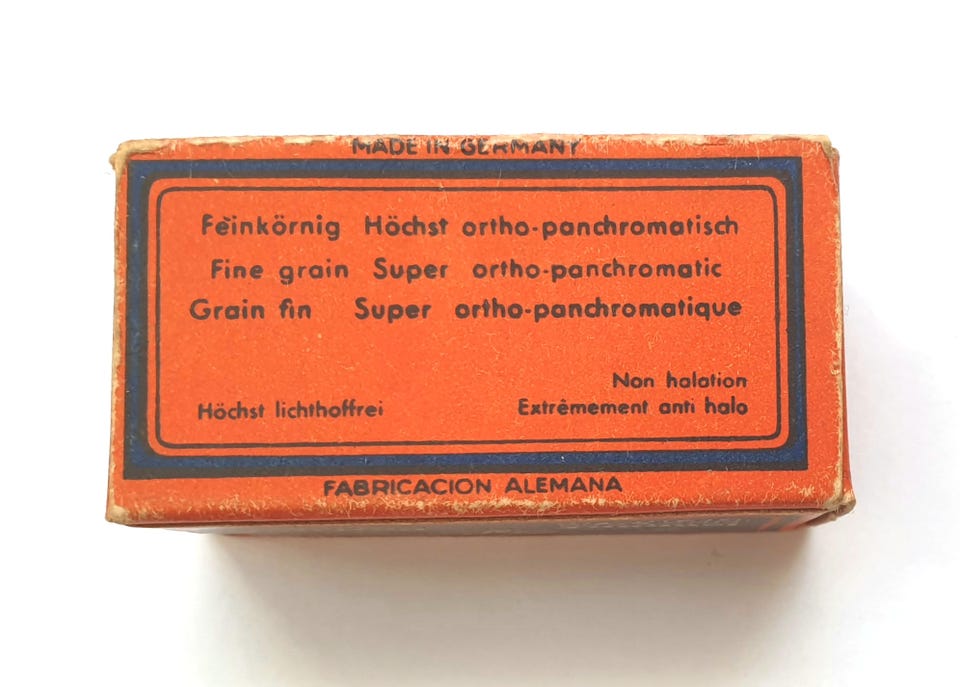 MADE IN GERMANY
Feinkörnig Höchst ortho-panchromatisch
Fine grain Super ortho-panchromatic
Grain fin Super ortho-panchromatique
Non halation
Höchst lichthoffrei Extrêmement anti halo
FABRICACION ALEMANA